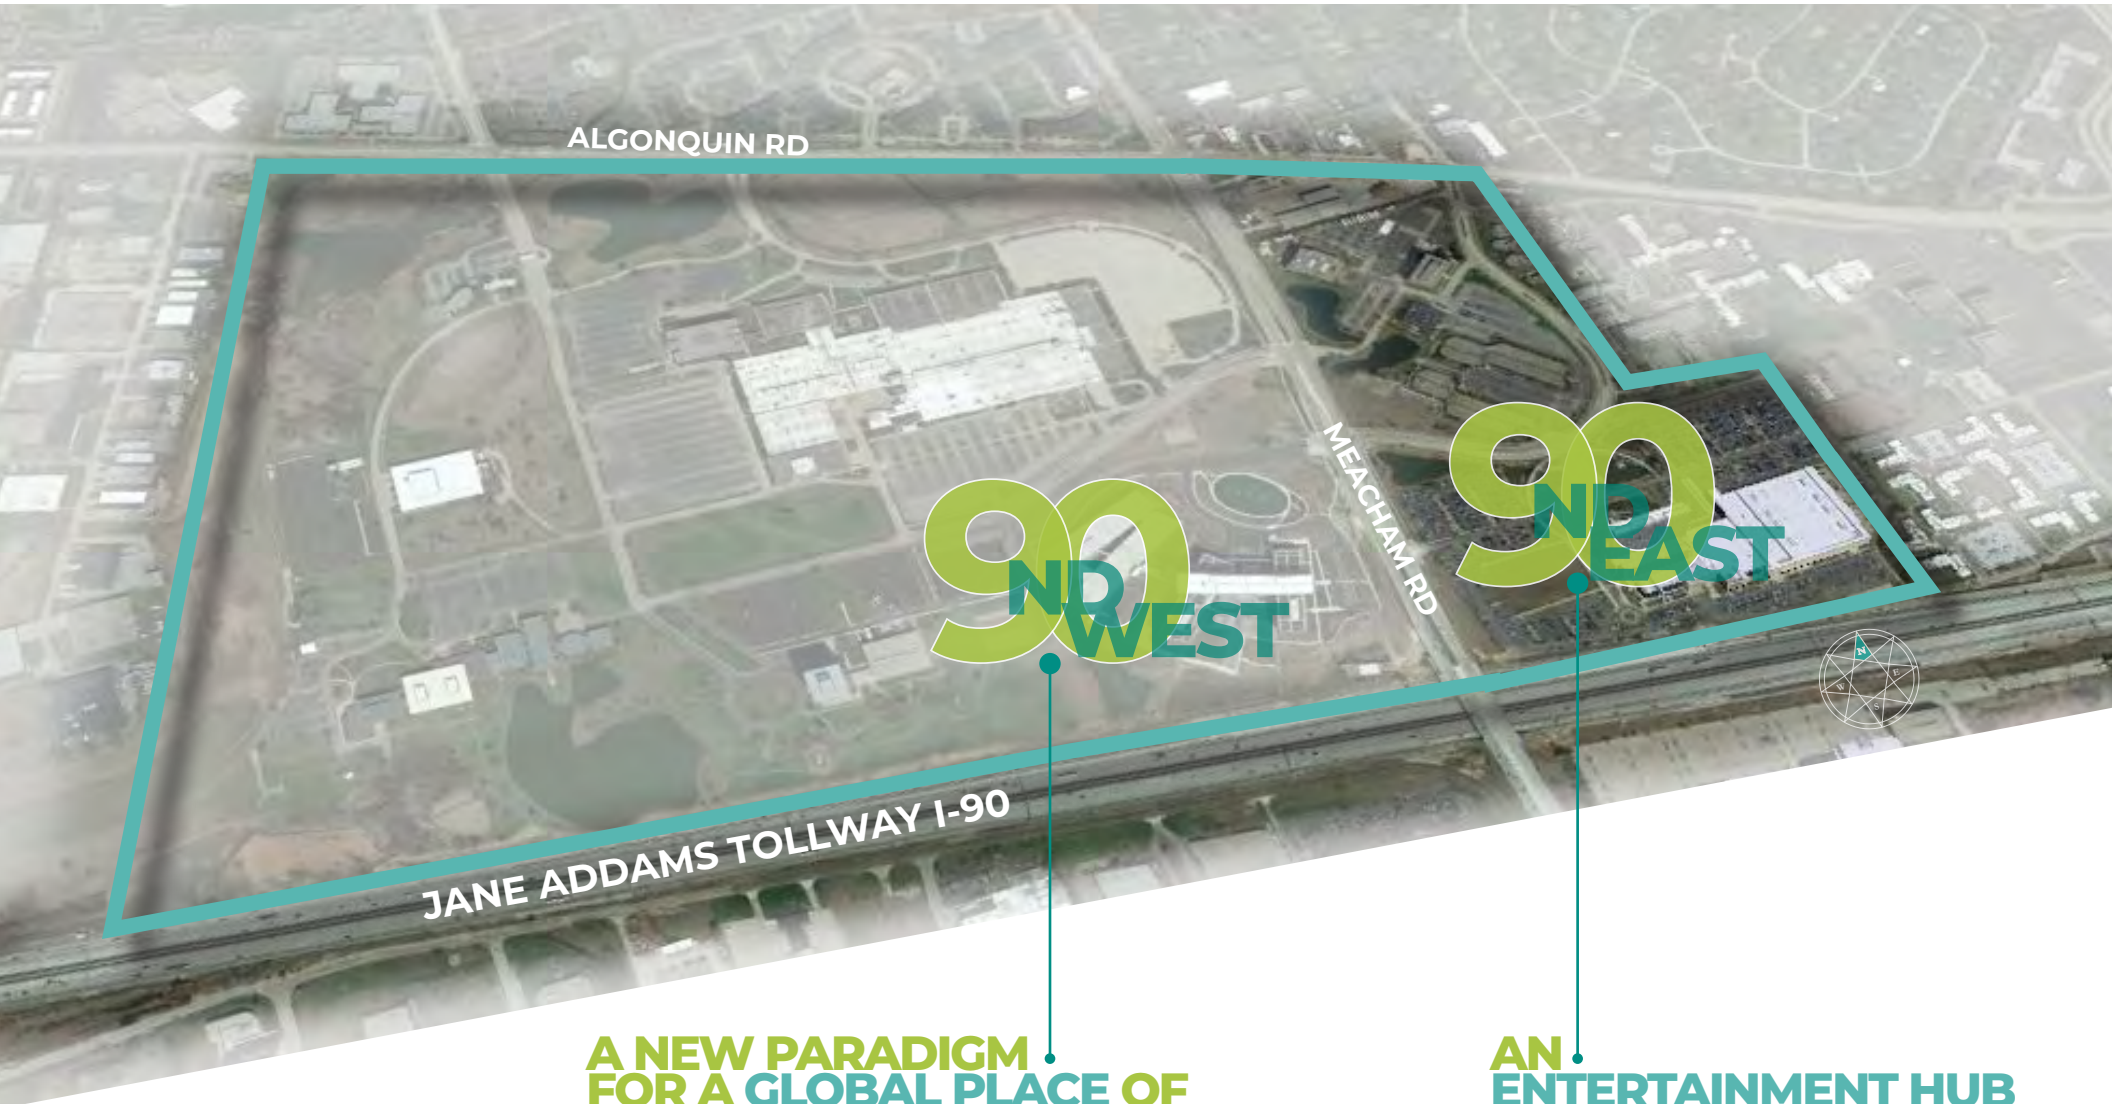 ALGONQUIN RD
MEACHAM RD
90
ND
EAST
90
ND
WEST
N
E
S
W
JANE ADDAMS TOLLWAY I-90
A NEW PARADIGM
FOR A GLOBAL PLACE OF
AN
ENTERTAINMENT HUB